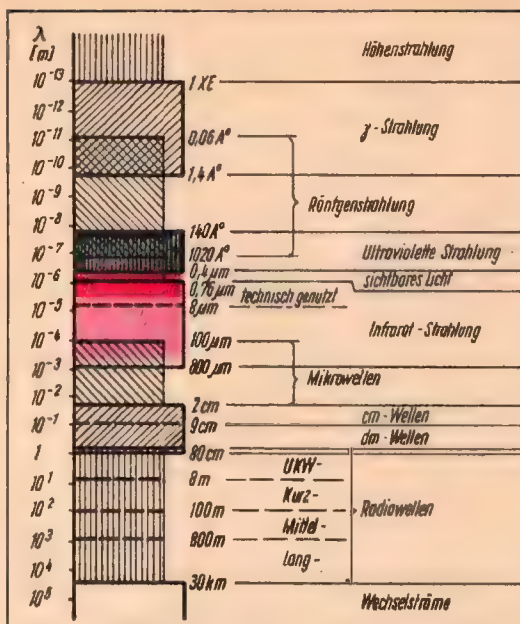 λ
[m]
Höhenstrahlung
10⁻¹³ 1 XE
10⁻¹² γ - Strahlung
10⁻¹¹ 0,06 A°
10⁻¹⁰ 1,4 A°
10⁻⁹ Röntgenstrahlung
10⁻⁸ 140 A°
10⁻⁷ 1020 A° Ultraviolette Strahlung
0,4 µm sichtbares Licht
10⁻⁶ 0,76 µm
10⁻⁵ 8 µm technisch genutzt
Infrarot - Strahlung
10⁻⁴ 100 µm
10⁻³ 800 µm
Mikrowellen
10⁻² 2 cm
cm - Wellen
10⁻¹ 9 cm
dm - Wellen
1 80 cm
UKW -
10¹ 8 m
Kurz -
10² 100 m Radiowellen
Mittel -
10³ 800 m
Lang -
10⁴ 30 km
10⁵ Wechselströme